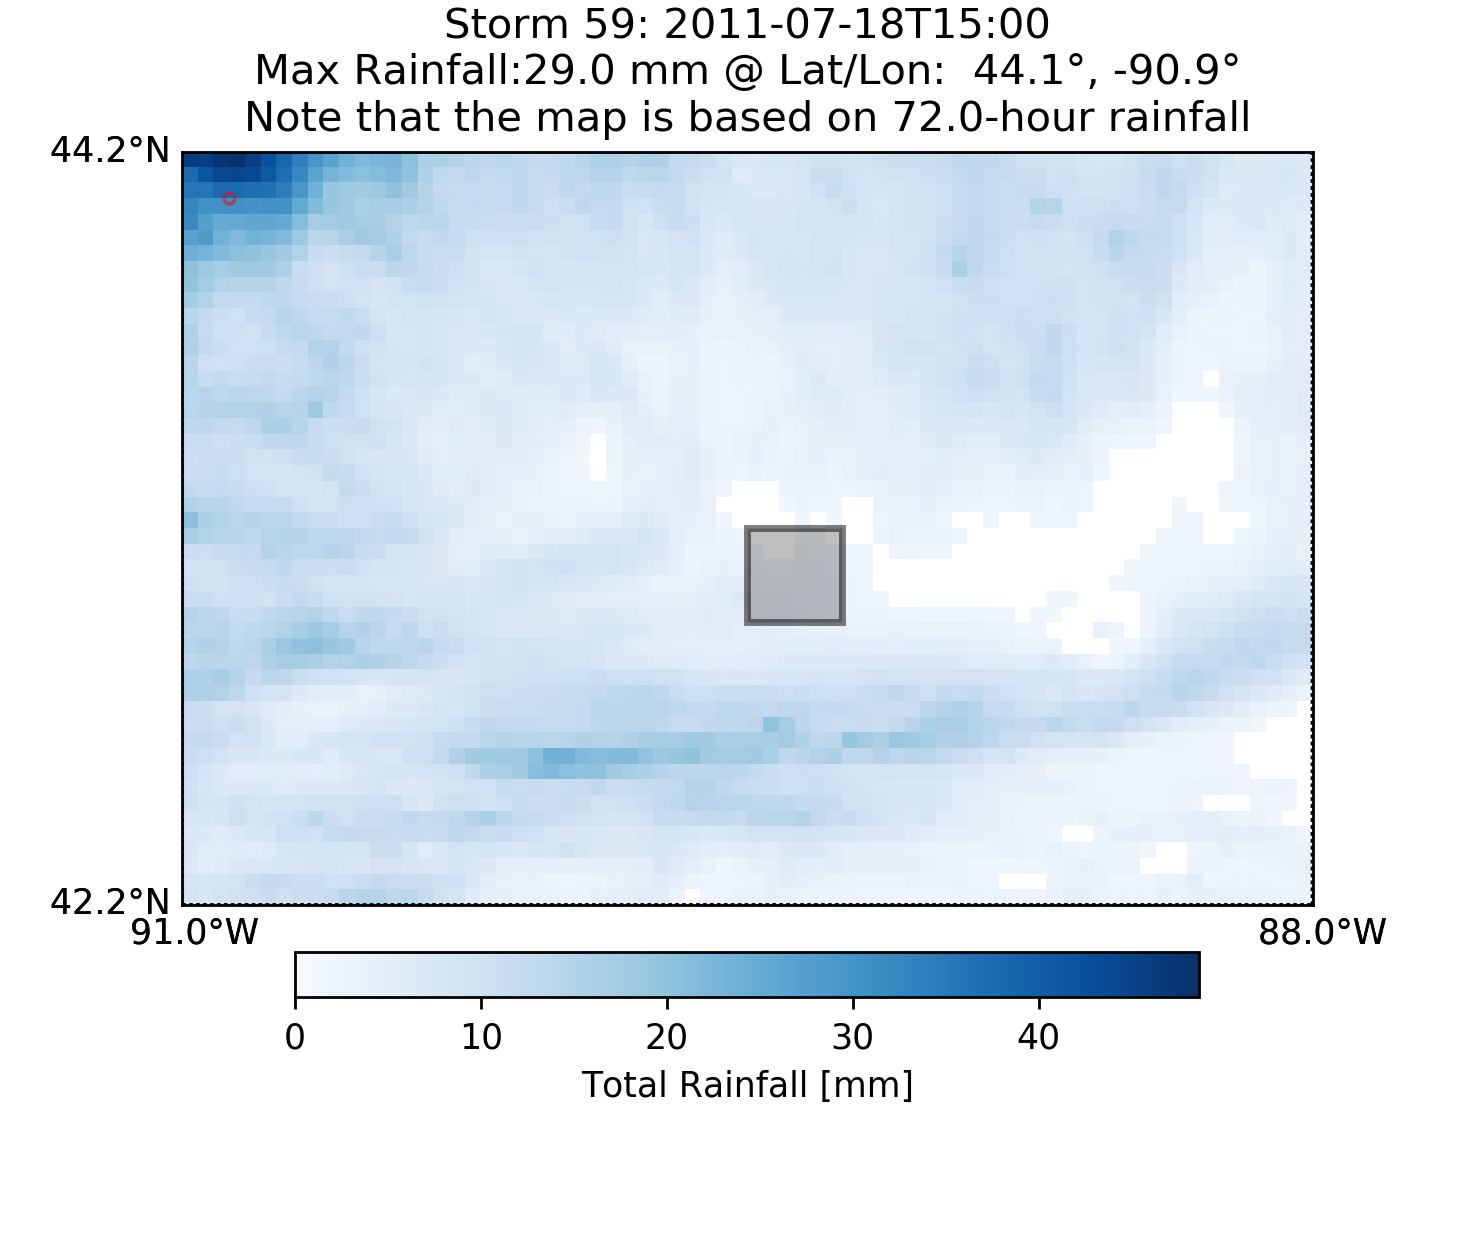 Storm 59: 2011-07-18T15:00
Max Rainfall:29.0 mm @ Lat/Lon:  44.1°, -90.9°
Note that the map is based on 72.0-hour rainfall
44.2°N
42.2°N
91.0°W 88.0°W
0 10 20 30 40
Total Rainfall [mm]